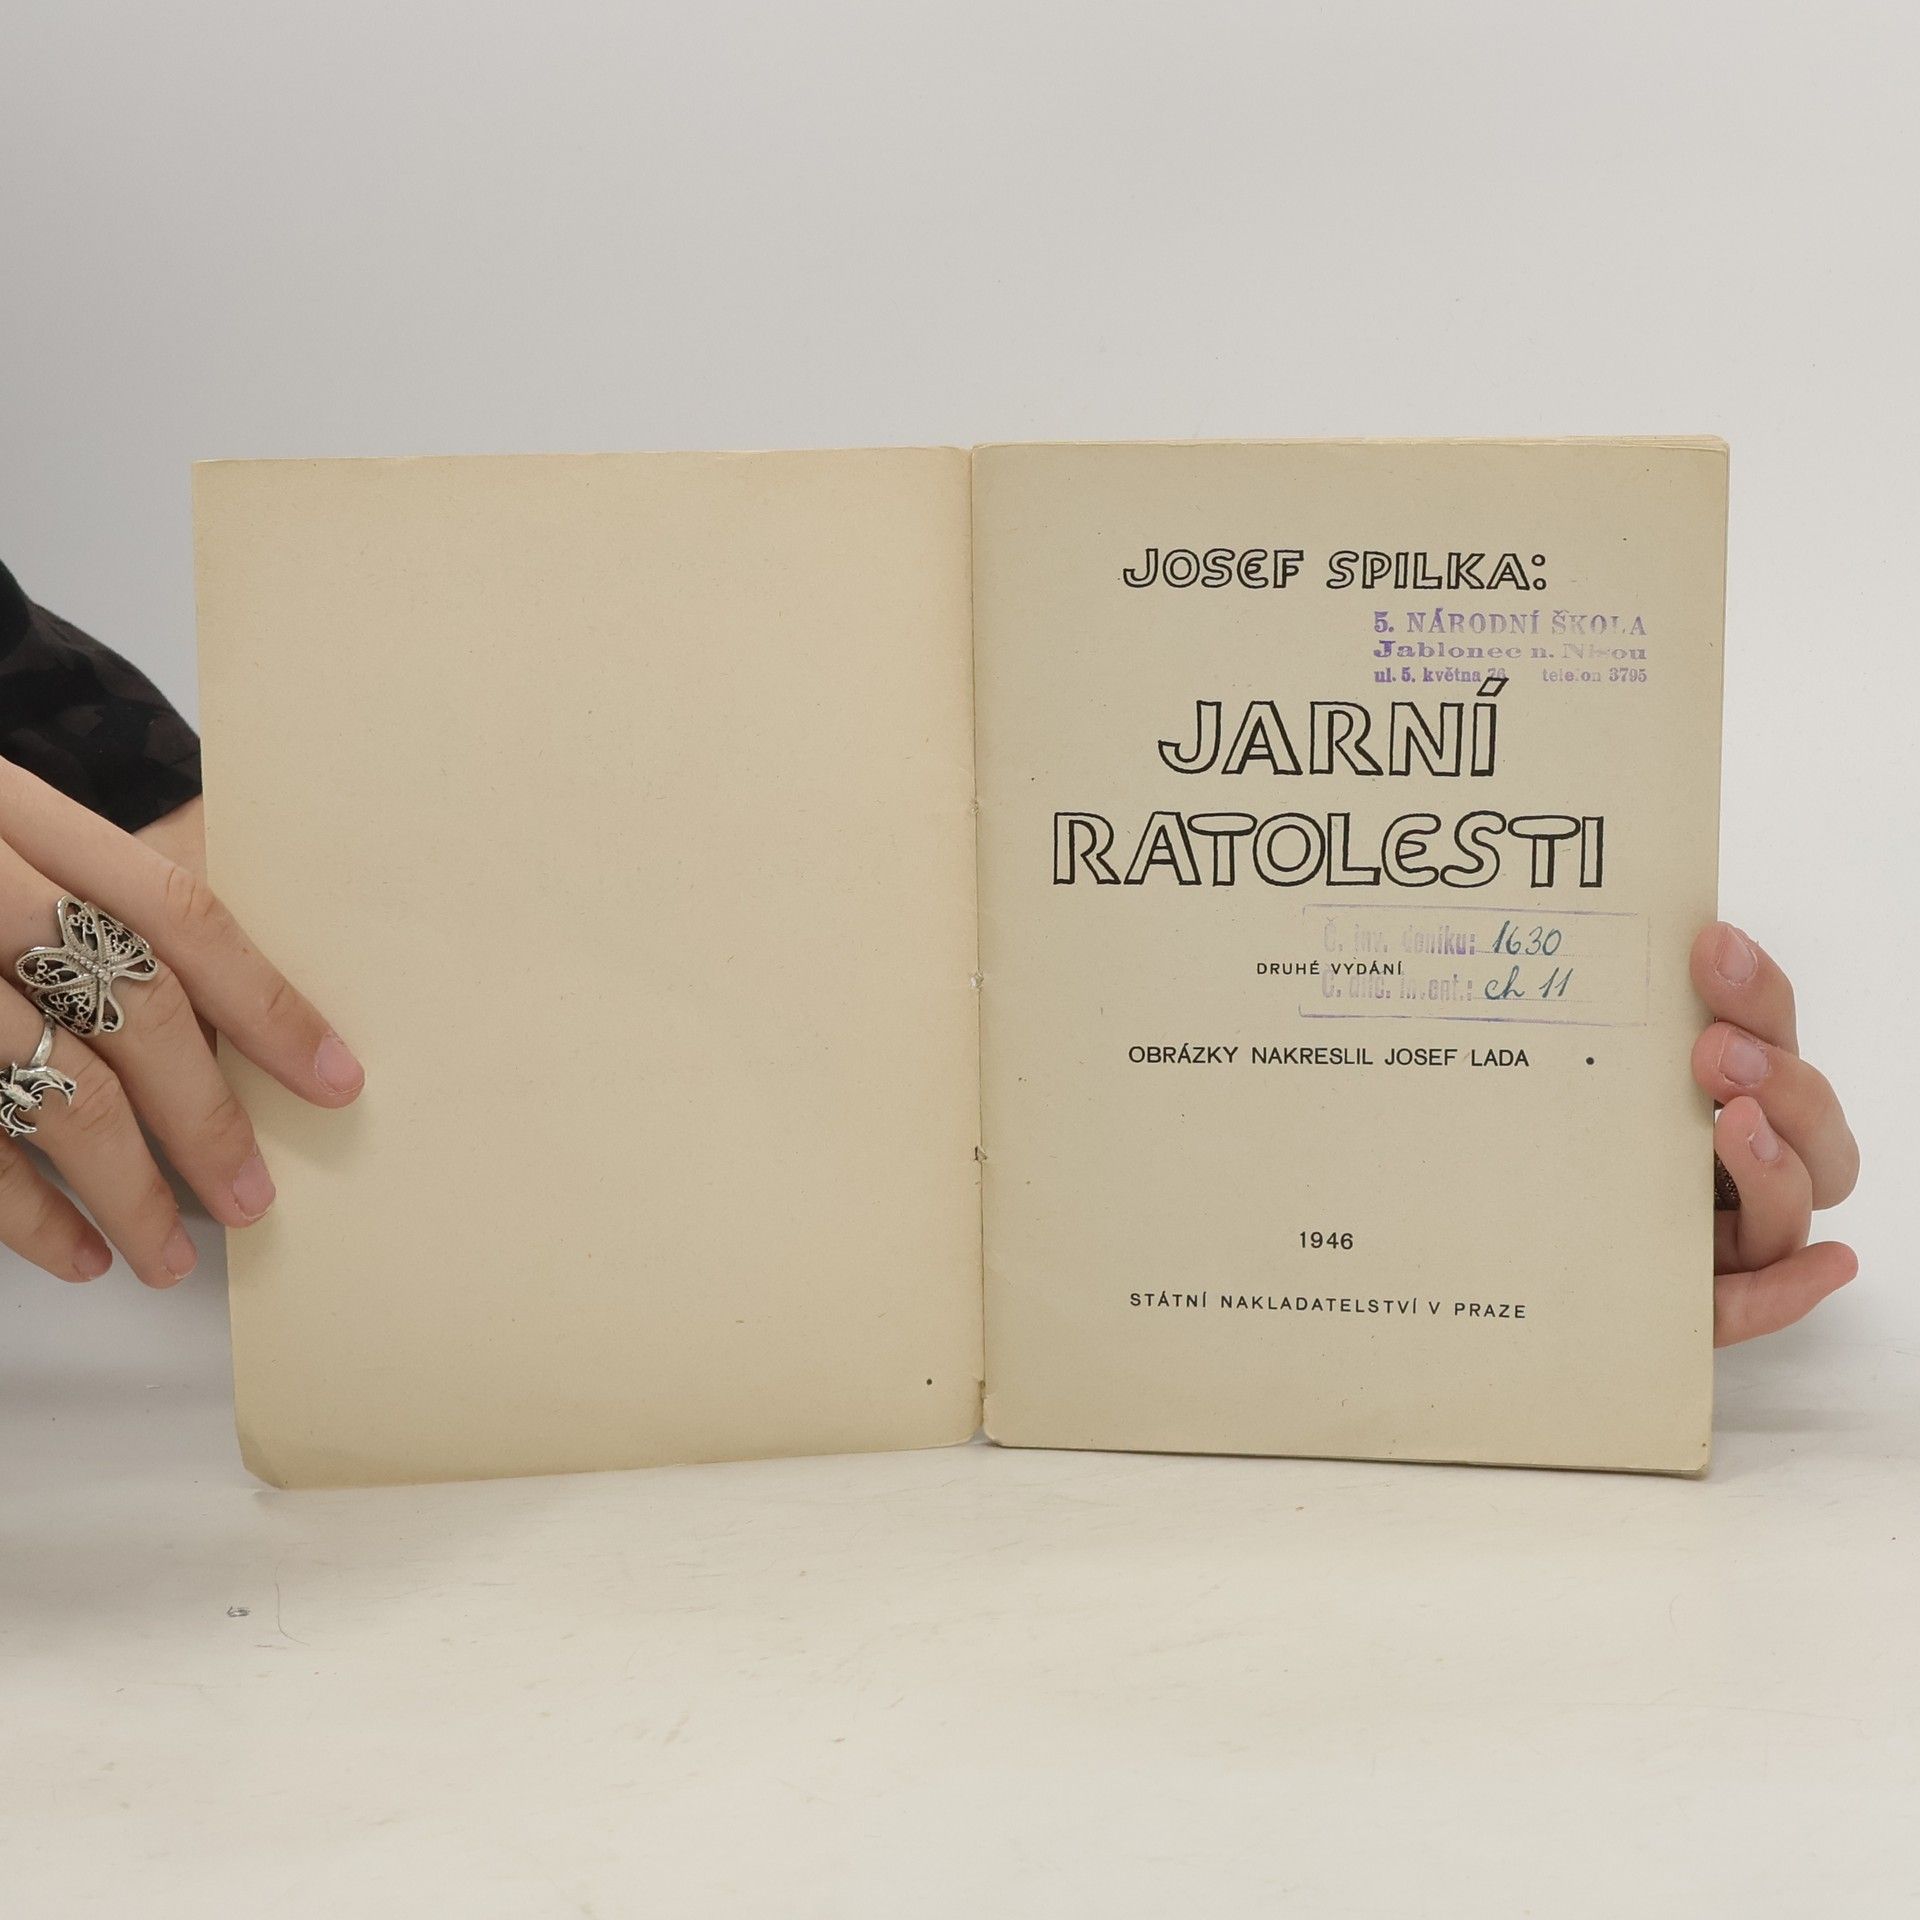 JOSEF SPILKA:
5. NÁRODNÍ ŠKOLA
Jablonec n. Nisou
ul. 5. května 76 telefon 3795
JARNÍ
RATOLESTI
Č. inv. deníku: 1630
DRUHÉ VYDÁNÍ
ch 11
OBRÁZKY NAKRESLIL JOSEF LADA
1946
STÁTNÍ NAKLADATELSTVÍ V PRAZE